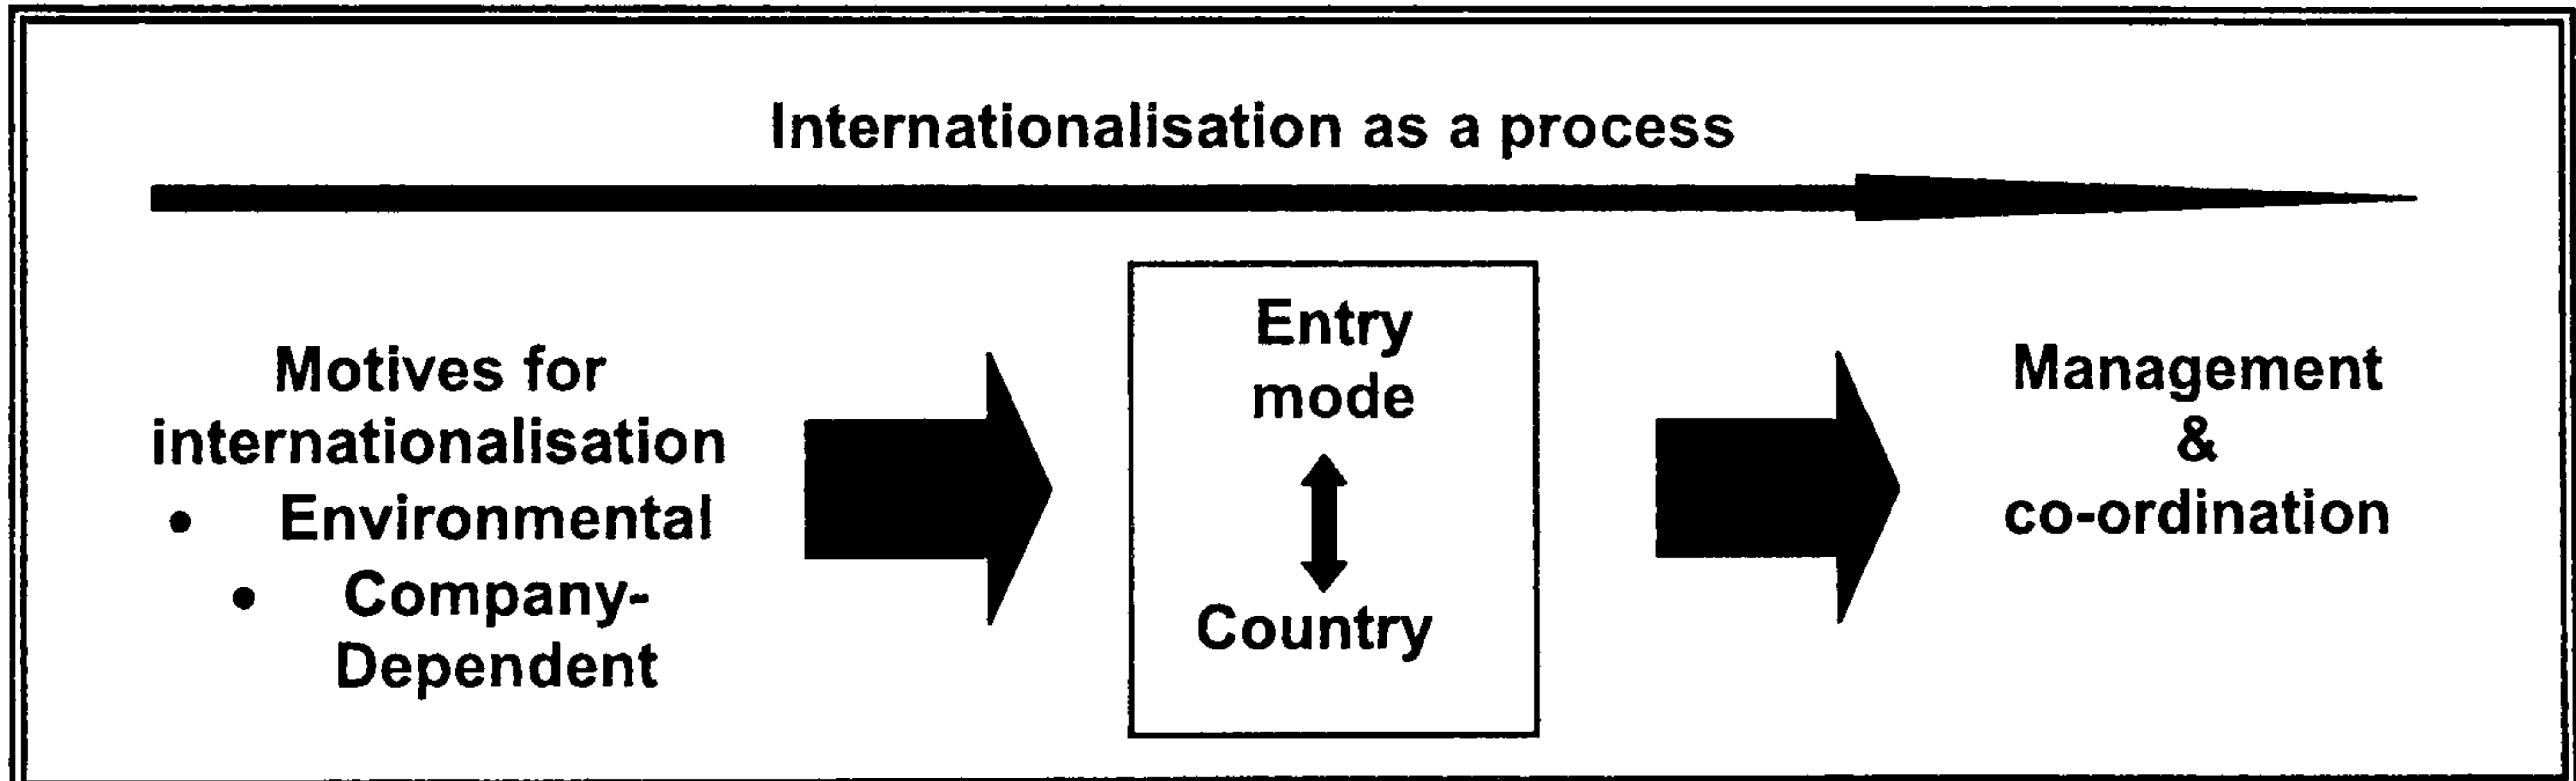 Internationalisation as a process
Motives for
internationalisation
• Environmental
• Company-
Dependent
Entry
mode
Country
Management
&
co-ordination